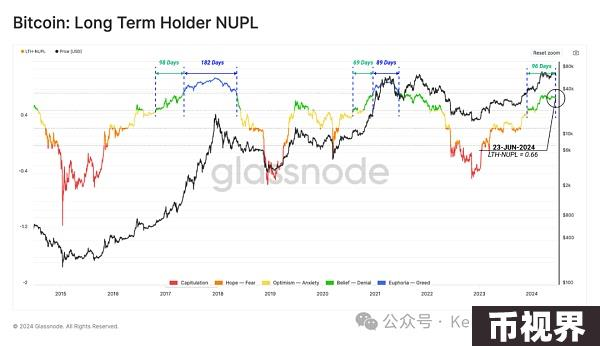 Bitcoin: Long Term Holder NUPL
LTH-NUPL Price [USD]
Reset zoom
98 Days
182 Days
69 Days
89 Days
96 Days
0.4
-0.4
-1.2
-2
$80k
$40k
$10k
$6k
$2k
$800
$400
$100
23-JUN-2024
LTH-NUPL = 0.66
glassnode
Capitulation Hope — Fear Optimism — Anxiety Belief — Denial Euphoria — Greed
2015 2016 2017 2018 2019 2020 2021 2022 2023 2024
© 2024 Glassnode. All Rights Reserved.
公众号 · Ke
币视界